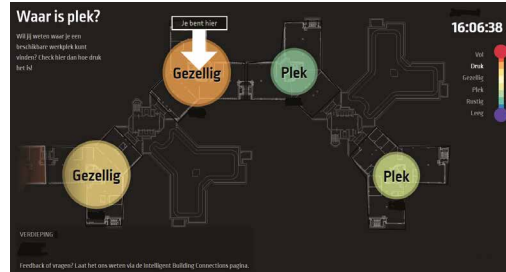 Waar is plek?
Wil jij weten waar je een
beschikbare werkplek kunt
vinden? Check hier dan hoe druk
het is!
Je bent hier
16:06:38
Vol
Druk
Gezellig
Plek
Rustig
Leeg
Gezellig
Plek
Gezellig
Plek
VERDIEPING
Feedback of vragen? Laat het ons weten via de Intelligent Building Connections pagina.